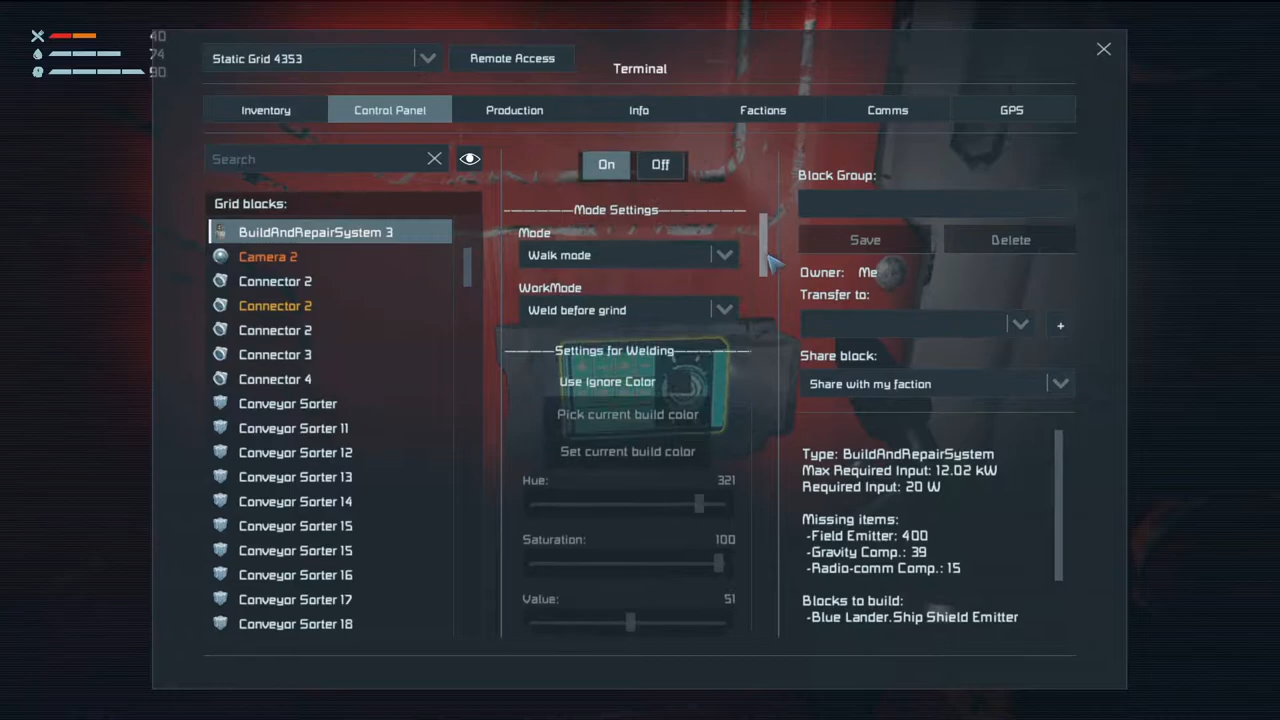 40
74
90
Static Grid 4353
Remote Access
Terminal
Inventory
Control Panel
Production
Info
Factions
Comms
GPS
Search
Grid blocks:
BuildAndRepairSystem 3
Camera 2
Connector 2
Connector 2
Connector 2
Connector 3
Connector 4
Conveyor Sorter
Conveyor Sorter 11
Conveyor Sorter 12
Conveyor Sorter 13
Conveyor Sorter 14
Conveyor Sorter 15
Conveyor Sorter 15
Conveyor Sorter 16
Conveyor Sorter 17
Conveyor Sorter 18
On
Off
Mode Settings
Mode
Walk mode
WorkMode
Weld before grind
Settings for Welding
Use Ignore Color
Pick current build color
Set current build color
Hue: 321
Saturation: 100
Value: 51
Block Group:
Save
Delete
Owner: Me
Transfer to:
+
Share block:
Share with my faction
Type: BuildAndRepairSystem
Max Required Input: 12.02 kW
Required Input: 20 W
Missing items:
-Field Emitter: 400
-Gravity Comp.: 39
-Radio-comm Comp.: 15
Blocks to build:
-Blue Lander.Ship Shield Emitter